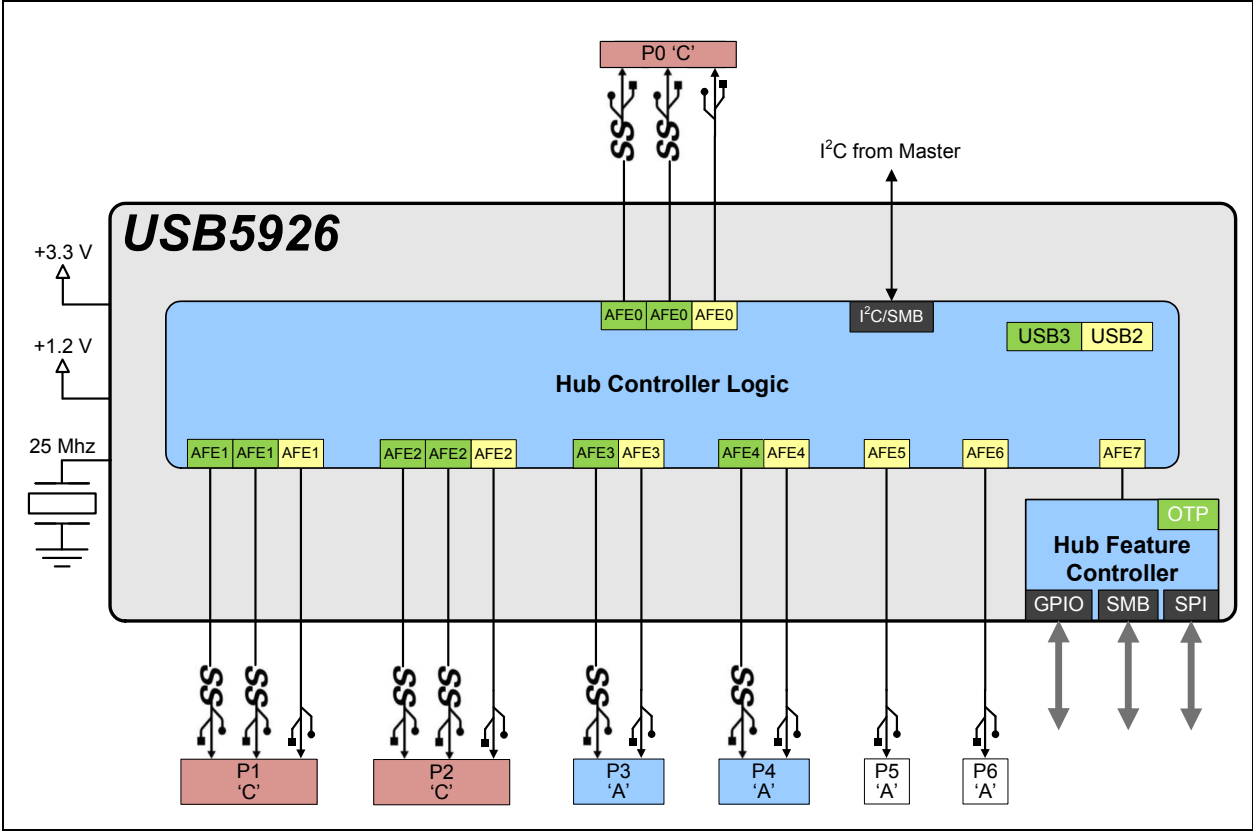 P0 ‘C’
SS SS
I²C from Master
USB5926
+3.3 V
AFE0 AFE0 AFE0
I²C/SMB
USB3 USB2
+1.2 V
Hub Controller Logic
25 Mhz
AFE1 AFE1 AFE1
AFE2 AFE2 AFE2
AFE3 AFE3
AFE4 AFE4
AFE5
AFE6
AFE7
OTP
Hub Feature
Controller
GPIO SMB SPI
SS SS SS SS SS SS
P1
‘C’
P2
‘C’
P3
‘A’
P4
‘A’
P5
‘A’
P6
‘A’